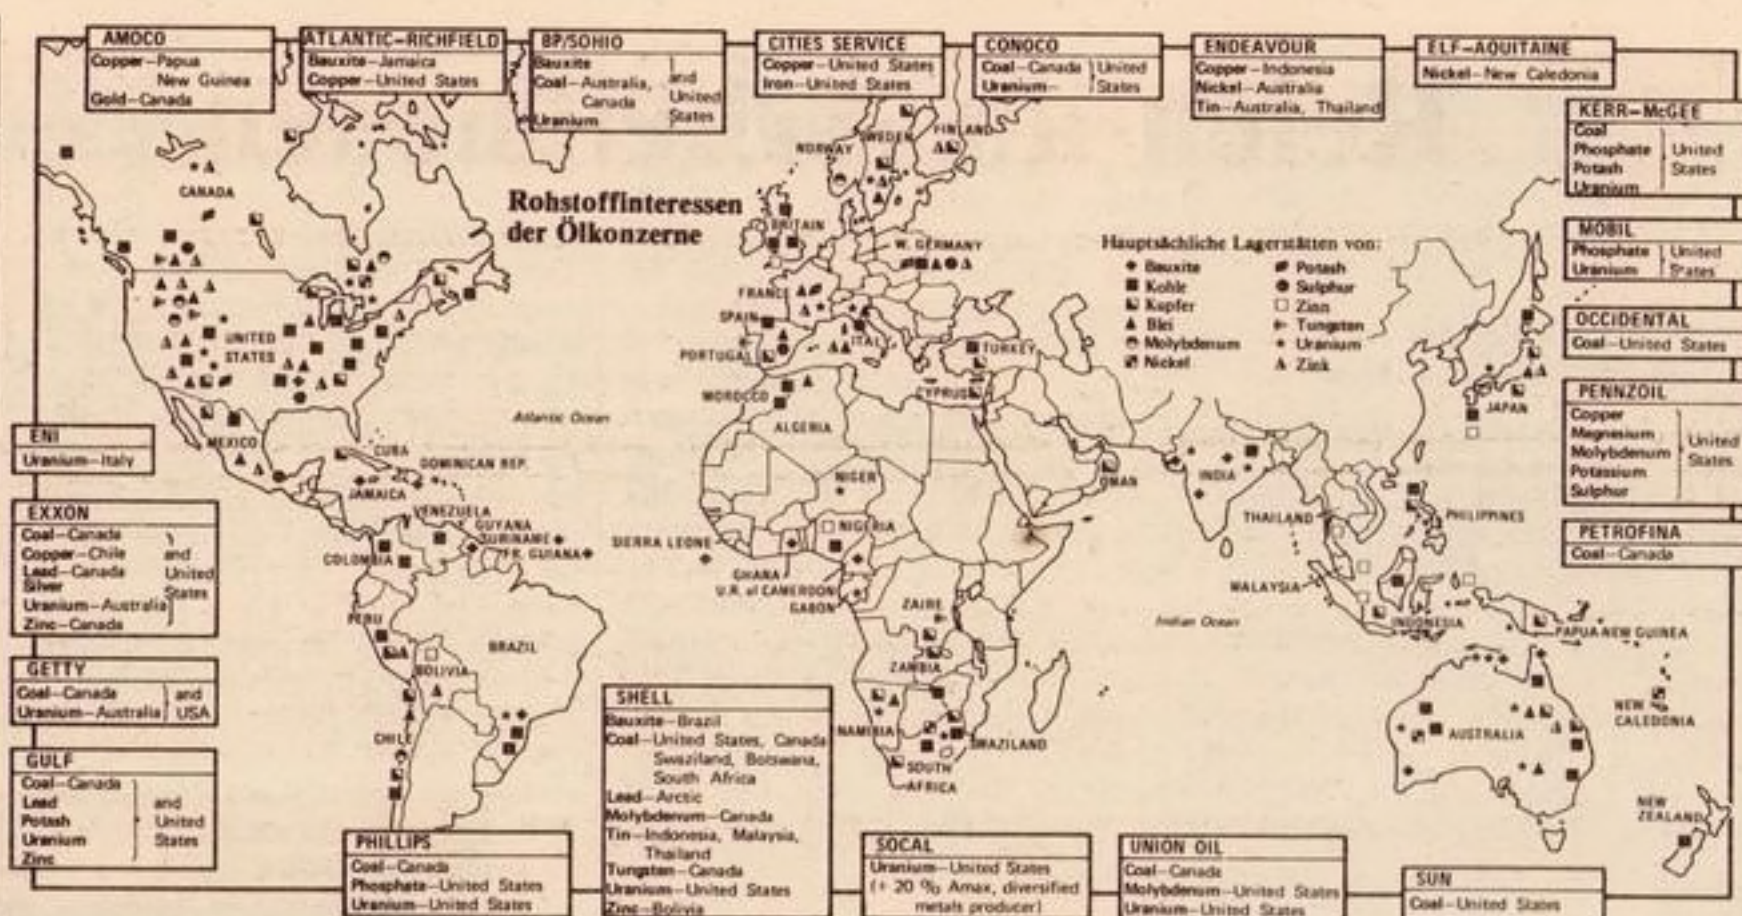 AMOCO
Copper—Papua
New Guinea
Gold—Canada
ATLANTIC—RICHFIELD
Bauxite—Jamaica
Copper—United States
BP/SOHIO
Bauxite
Coal—Australia,
Canada
Uranium
and
United
States
CITIES SERVICE
Copper—United States
Iron—United States
CONOCO
Coal—Canada
Uranium—
United
States
ENDEAVOUR
Copper—Indonesia
Nickel—Australia
Tin—Australia, Thailand
ELF—AQUITAINE
Nickel—New Caledonia
KERR—McGEE
Coal
Phosphate
Potash
Uranium
United
States
MOBIL
Phosphate
Uranium
United
States
OCCIDENTAL
Coal—United States
PENNZOIL
Copper
Magnesium
Molybdenum
Potassium
Sulphur
United
States
PETROFINA
Coal—Canada
Rohstoffinteressen
der Ölkonzerne
Hauptsächliche Lagerstätten von:
Bauxite
Kohle
Kupfer
Blei
Molybdenum
Nickel
Potash
Sulphur
Zinn
Tungsten
Uranium
Zink
CANADA
UNITED
STATES
MEXICO
CUBA
DOMINICAN REP.
JAMAICA
VENEZUELA
GUYANA
SURINAME
FR. GUIANA
COLOMBIA
PERU
BRAZIL
BOLIVIA
CHILE
Atlantic Ocean
NORWAY
SWEDEN
FINLAND
BRITAIN
W. GERMANY
FRANCE
SPAIN
PORTUGAL
ITALY
TURKEY
CYPRUS
MOROCCO
ALGERIA
NIGER
NIGERIA
SIERRA LEONE
GHANA
U.R. of CAMEROON
GABON
ZAIRE
ZAMBIA
NAMIBIA
SWAZILAND
SOUTH
AFRICA
OMAN
INDIA
THAILAND
MALAYSIA
Indian Ocean
PHILIPPINES
JAPAN
INDONESIA
PAPUA NEW GUINEA
NEW
CALEDONIA
AUSTRALIA
NEW
ZEALAND
ENI
Uranium—Italy
EXXON
Coal—Canada
Copper—Chile
Lead—Canada
Silver
Uranium—Australia
Zinc—Canada
and
United
States
GETTY
Coal—Canada
Uranium—Australia
and
USA
GULF
Coal—Canada
Lead
Potash
Uranium
Zinc
and
United
States
PHILLIPS
Coal—Canada
Phosphate—United States
Uranium—United States
SHELL
Bauxite—Brazil
Coal—United States, Canada
Swaziland, Botswana,
South Africa
Lead—Arctic
Molybdenum—Canada
Tin—Indonesia, Malaysia,
Thailand
Tungsten—Canada
Uranium—United States
Zinc—Bolivia
SOCAL
Uranium—United States
(+ 20 % Amax, diversified
metals producer)
UNION OIL
Coal—Canada
Molybdenum—United States
Uranium—United States
SUN
Coal—United States